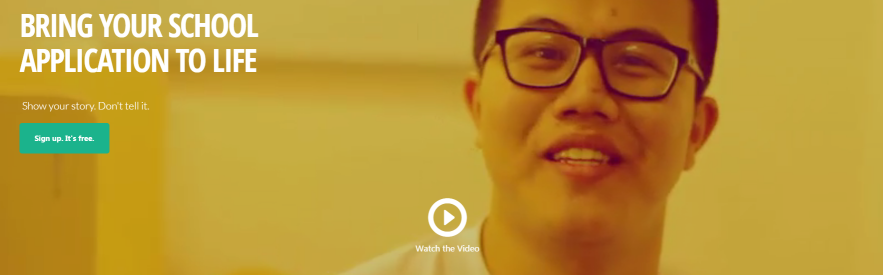 BRING YOUR SCHOOL
APPLICATION TO LIFE
Show your story. Don't tell it.
Sign up. It's free.
Watch the Video